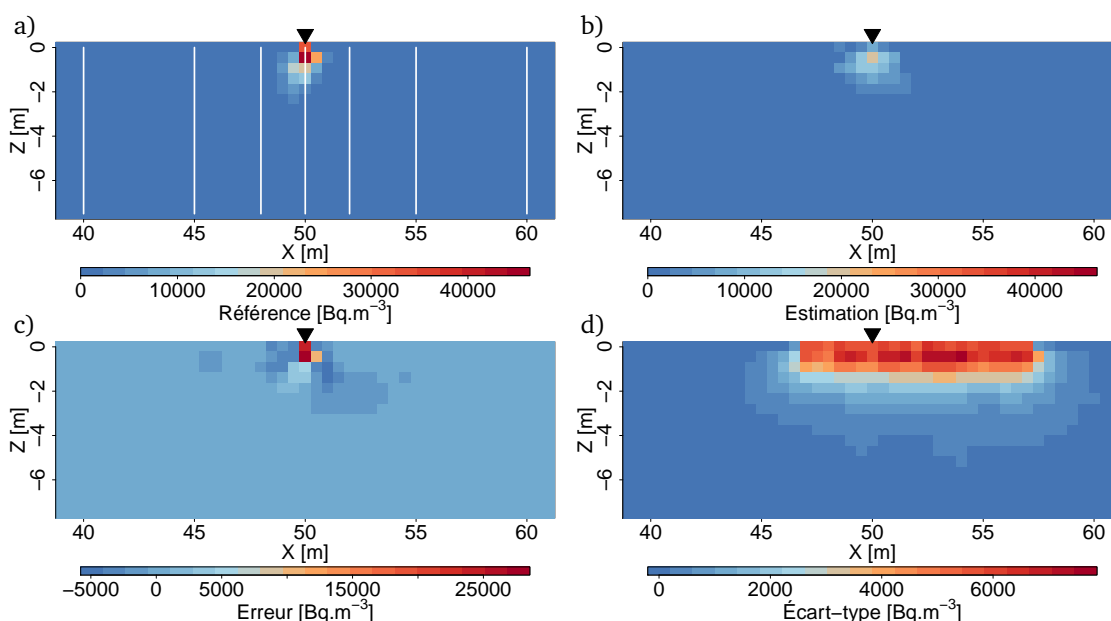 a)
0
−2
−4
−6
Z [m]
40 45 50 55 60
X [m]
0 10000 20000 30000 40000
Référence [Bq.m⁻³]
b)
0
−2
−4
−6
Z [m]
40 45 50 55 60
X [m]
0 10000 20000 30000 40000
Estimation [Bq.m⁻³]
c)
0
−2
−4
−6
Z [m]
40 45 50 55 60
X [m]
−5000 0 5000 15000 25000
Erreur [Bq.m⁻³]
d)
0
−2
−4
−6
Z [m]
40 45 50 55 60
X [m]
0 2000 4000 6000
Écart−type [Bq.m⁻³]